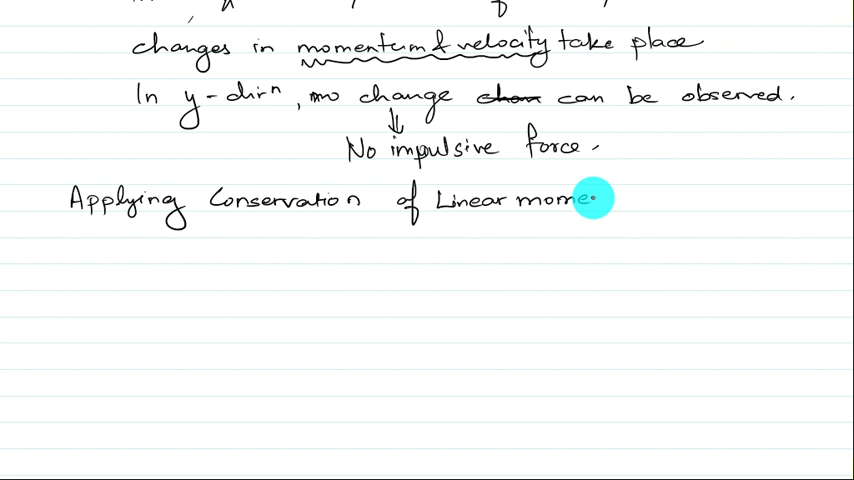 changes in momentum & velocity take place
In y-dirⁿ, no change can be observed.
No impulsive force.
Applying Conservation of Linear mome